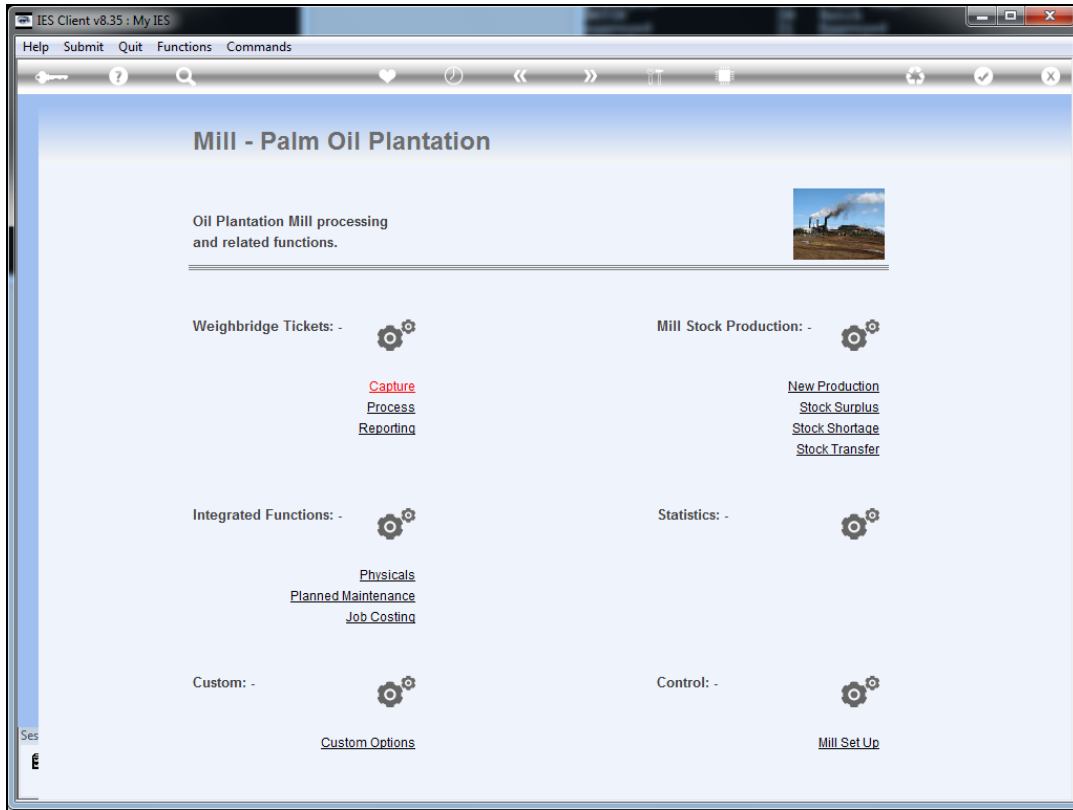 IES Client v8.35 : My IES
Help Submit Quit Functions Commands
Mill - Palm Oil Plantation
Oil Plantation Mill processing
and related functions.
Weighbridge Tickets: -
Capture
Process
Reporting
Mill Stock Production: -
New Production
Stock Surplus
Stock Shortage
Stock Transfer
Integrated Functions: -
Physicals
Planned Maintenance
Job Costing
Statistics: -
Custom: -
Custom Options
Control: -
Mill Set Up
Ses